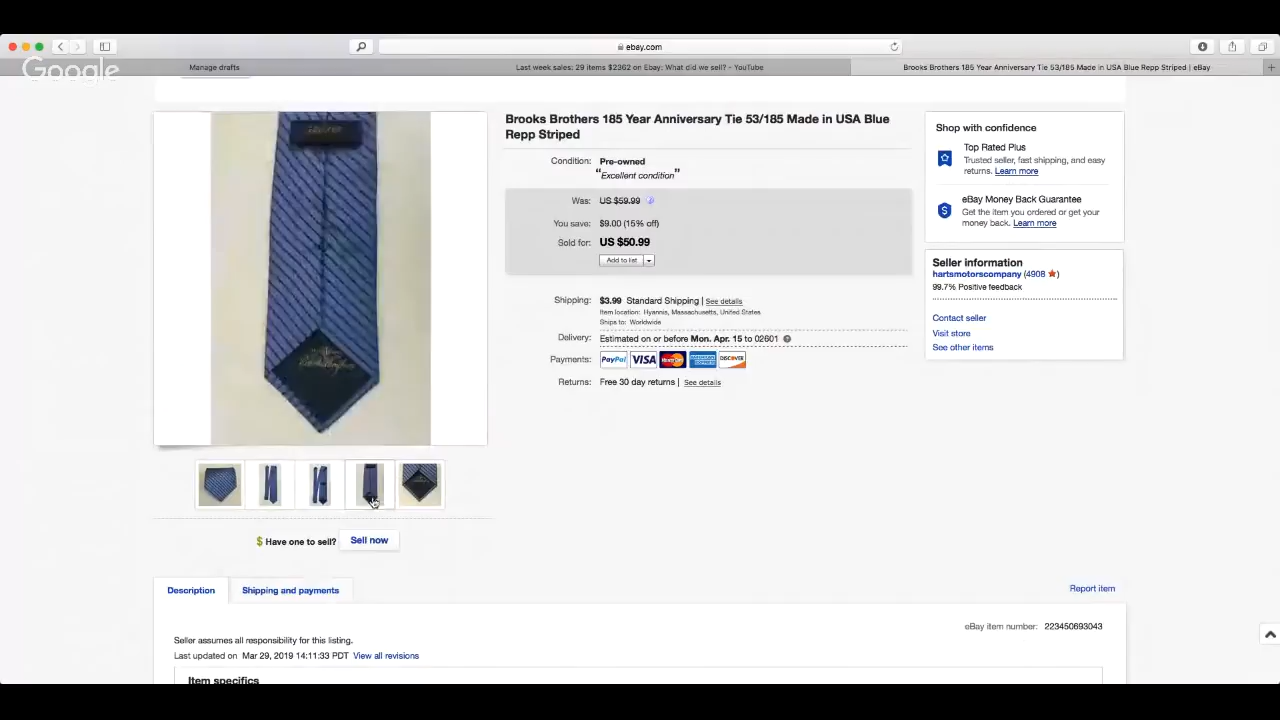 ebay.com
Google
Manage drafts
Last week sales: 29 items $2362 on Ebay: What did we sell? - YouTube
Brooks Brothers 185 Year Anniversary Tie 53/185 Made in USA Blue Repp Striped | eBay
Brooks Brothers 185 Year Anniversary Tie 53/185 Made in USA Blue
Repp Striped
Condition: Pre-owned
“Excellent condition”
Was: US $59.99
You save: $9.00 (15% off)
Sold for: US $50.99
Add to list
Shipping: $3.99 Standard Shipping | See details
Item location: Hyannis, Massachusetts, United States
Ships to: Worldwide
Delivery: Estimated on or before Mon. Apr. 15 to 02601
Payments: PayPal VISA MasterCard AMERICAN EXPRESS DISCOVER
Returns: Free 30 day returns | See details
Shop with confidence
Top Rated Plus
Trusted seller, fast shipping, and easy
returns. Learn more
eBay Money Back Guarantee
Get the item you ordered or get your
money back. Learn more
Seller information
hartsmotorscompany (4908)
99.7% Positive feedback
Contact seller
Visit store
See other items
$ Have one to sell? Sell now
Description
Shipping and payments
Report item
eBay item number: 223450693043
Seller assumes all responsibility for this listing.
Last updated on Mar 29, 2019 14:11:33 PDT View all revisions
Item specifics